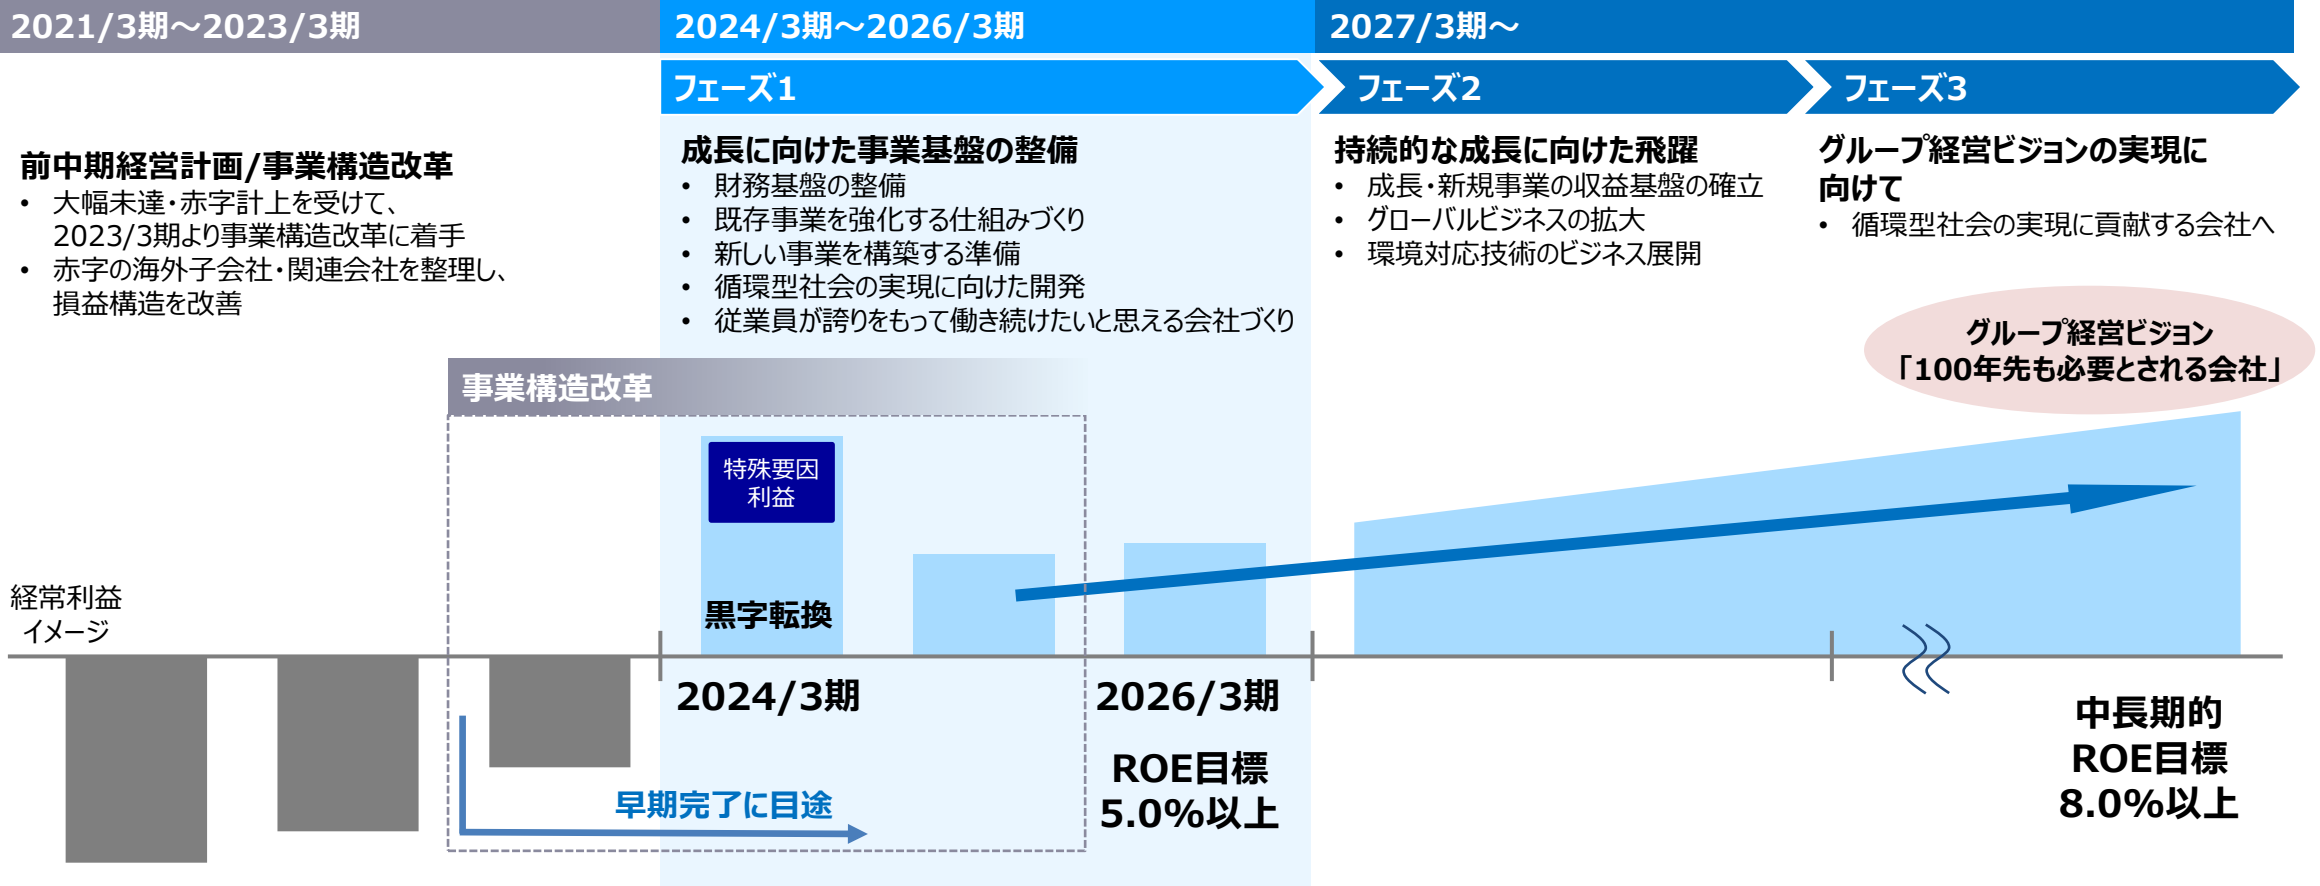 2021/3期～2023/3期
2024/3期～2026/3期
2027/3期～
フェーズ1
フェーズ2
フェーズ3
前中期経営計画/事業構造改革
• 大幅未達・赤字計上を受けて、
2023/3期より事業構造改革に着手
• 赤字の海外子会社・関連会社を整理し、
損益構造を改善
成長に向けた事業基盤の整備
• 財務基盤の整備
• 既存事業を強化する仕組みづくり
• 新しい事業を構築する準備
• 循環型社会の実現に向けた開発
• 従業員が誇りをもって働き続けたいと思える会社づくり
持続的な成長に向けた飛躍
• 成長・新規事業の収益基盤の確立
• グローバルビジネスの拡大
• 環境対応技術のビジネス展開
グループ経営ビジョンの実現に
向けて
• 循環型社会の実現に貢献する会社へ
グループ経営ビジョン
「100年先も必要とされる会社」
事業構造改革
特殊要因
利益
黒字転換
経常利益
イメージ
2024/3期
2026/3期
ROE目標
5.0%以上
早期完了に目途
中長期的
ROE目標
8.0%以上